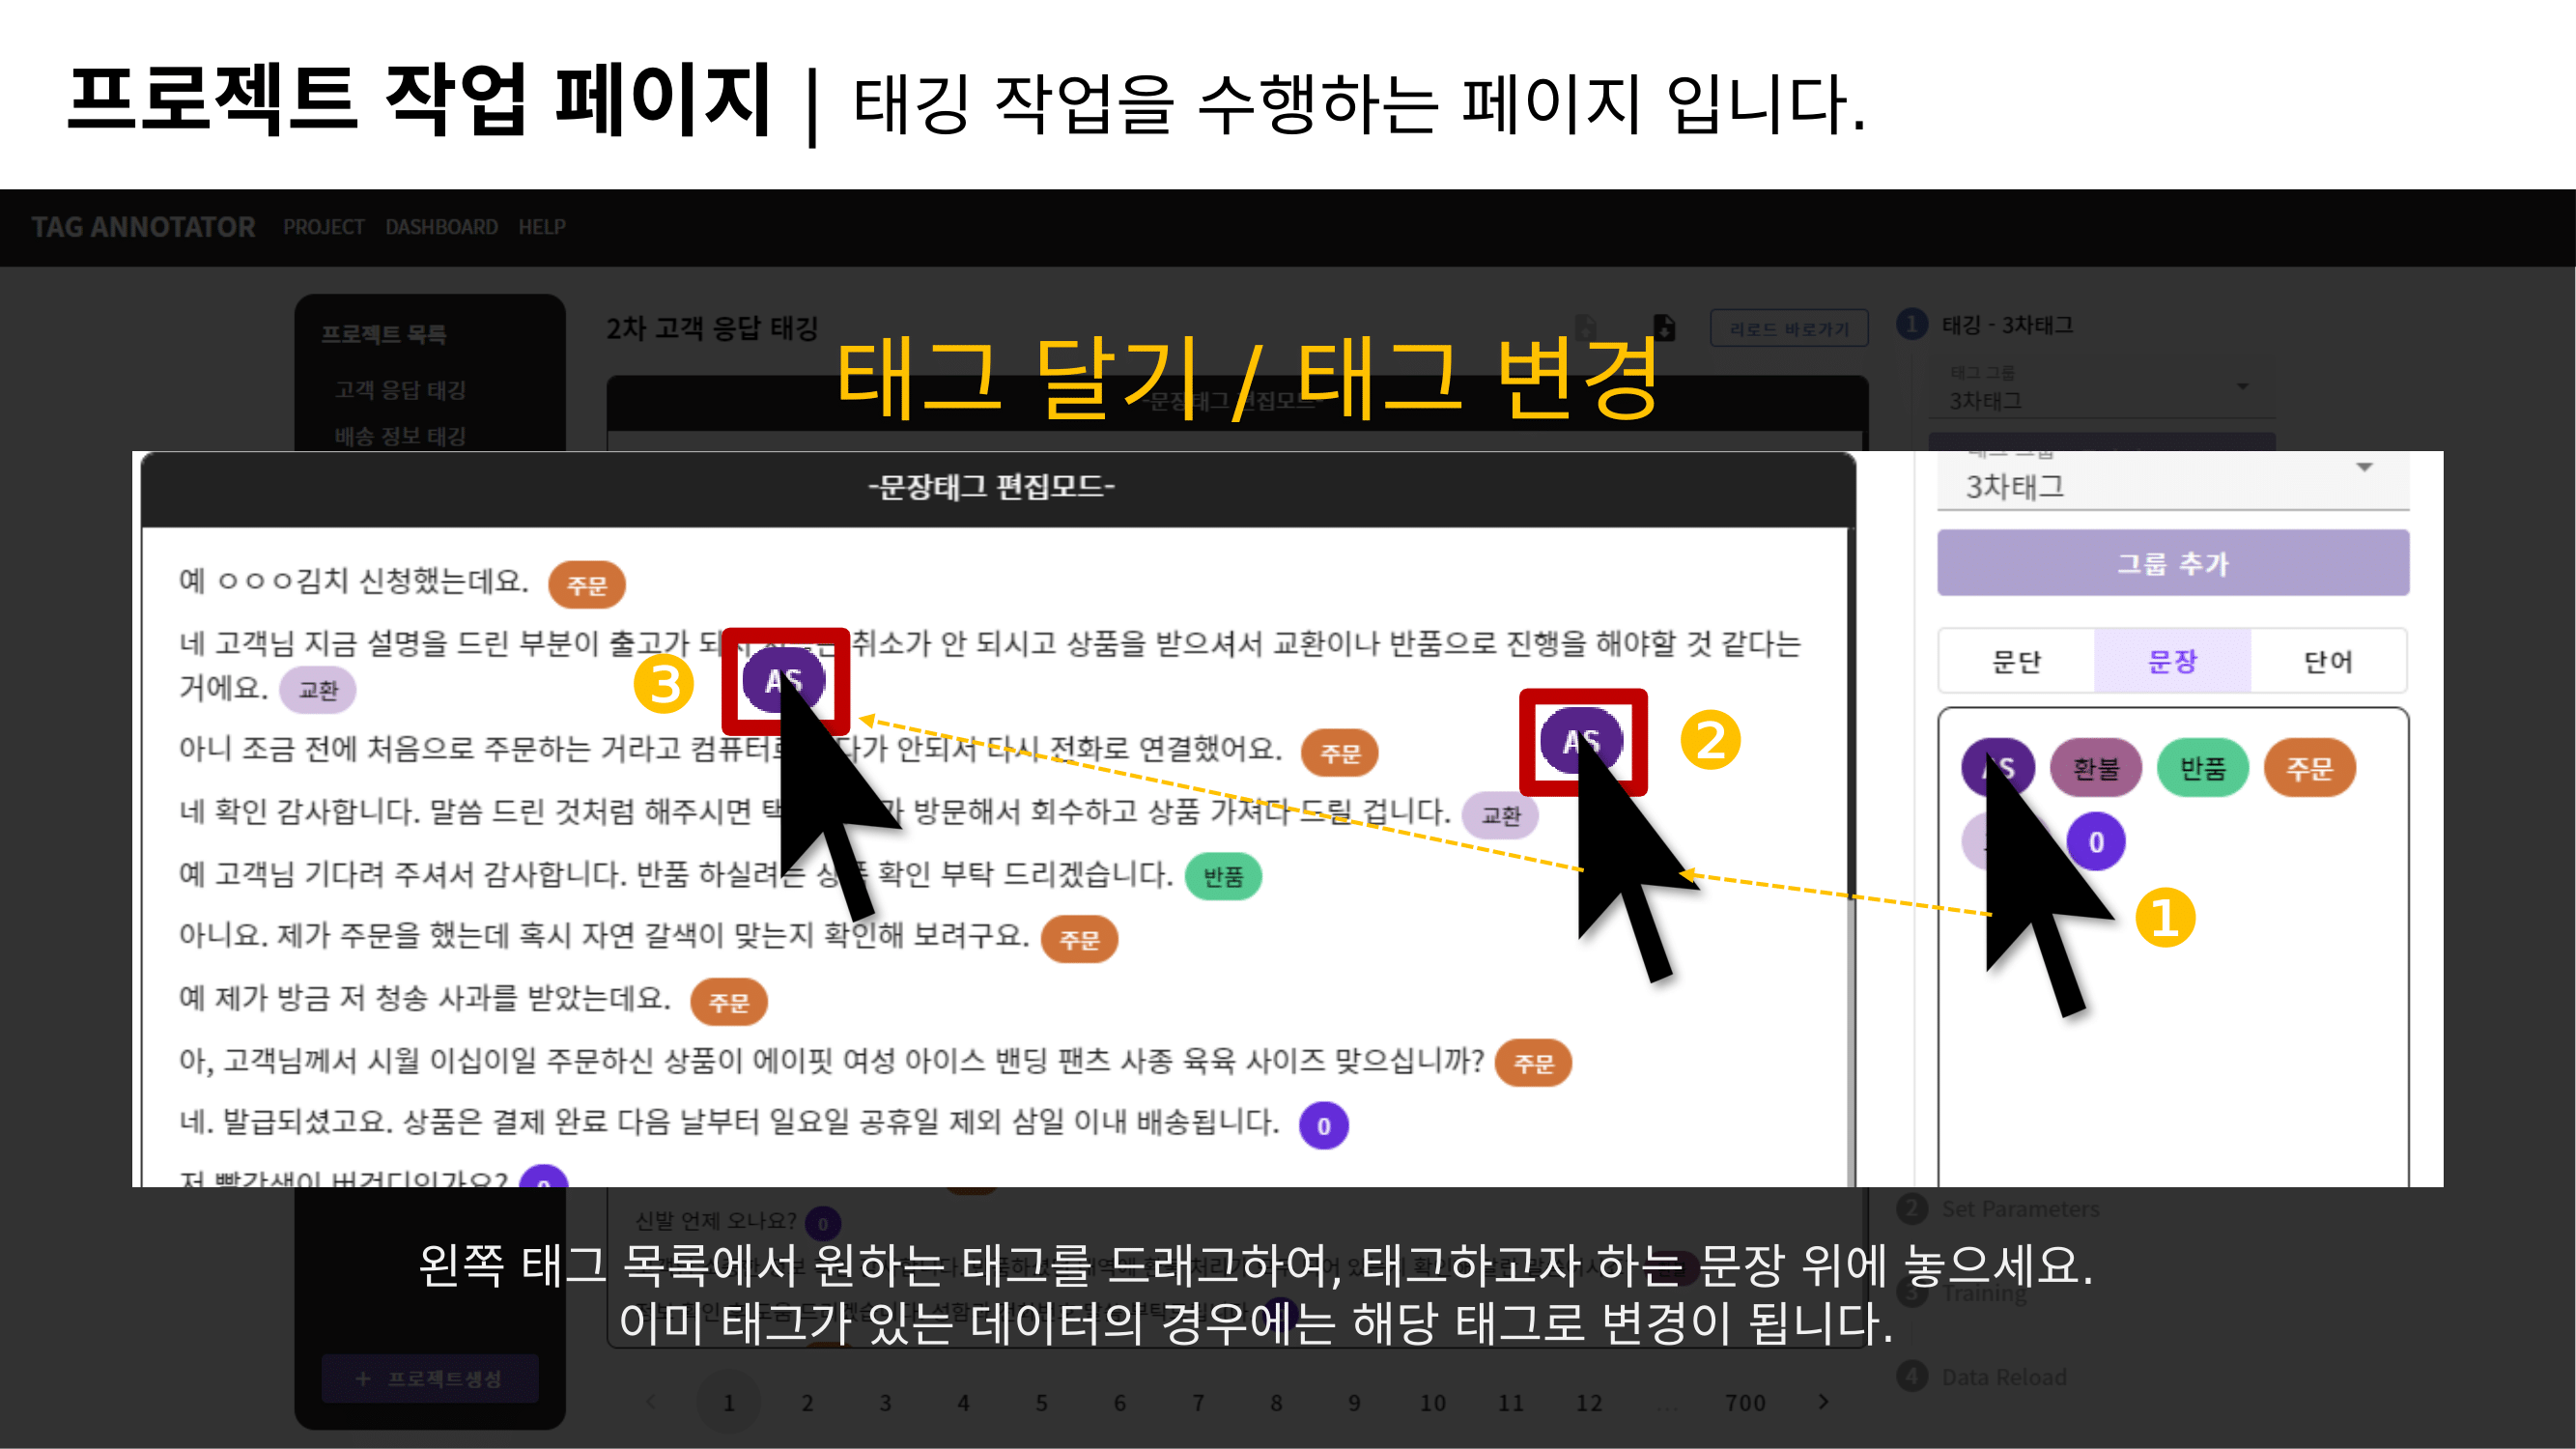 프로젝트 작업 페이지 | 태깅 작업을 수행하는 페이지 입니다.
TAG ANNOTATOR PROJECT DASHBOARD HELP
프로젝트 목록
고객 응답 태깅
배송 정보 태깅
2차 고객 응답 태깅
리로드 바로가기
1 태깅 - 3차태그
태그 그룹
3차태그
-문장태그 편집모드-
태그 달기 / 태그 변경
-문장태그 편집모드-
예 ㅇㅇㅇ김치 신청했는데요. 주문
네 고객님 지금 설명을 드린 부분이 출고가 취소가 안 되시고 상품을 받으셔서 교환이나 반품으로 진행을 해야할 것 같다는
거에요. 교환
3 AS
AS 2
아니 조금 전에 처음으로 주문하는 거라고 안되서 다시 전화로 연결했어요. 주문
네 확인 감사합니다. 말씀 드린 것처럼 해주시면 방문해서 회수하고 상품 가져다 드릴 겁니다. 교환
예 고객님 기다려 주셔서 감사합니다. 반품 하실려는 상품 확인 부탁 드리겠습니다. 반품
아니요. 제가 주문을 했는데 혹시 자연 갈색이 맞는지 확인해 보려구요. 주문
예 제가 방금 저 청송 사과를 받았는데요. 주문
아, 고객님께서 시월 이십이일 주문하신 상품이 에이핏 여성 아이스 밴딩 팬츠 사종 육육 사이즈 맞으십니까? 주문
네. 발급되셨고요. 상품은 결제 완료 다음 날부터 일요일 공휴일 제외 삼일 이내 배송됩니다. 0
저 빨간색이 버건디인가요? 0
3차태그
그룹 추가
문단 문장 단어
AS 환불 반품 주문
0
1
신발 언제 오나요? 0
왼쪽 태그 목록에서 원하는 태그를 드래그하여, 태그하고자 하는 문장 위에 놓으세요.
이미 태그가 있는 데이터의 경우에는 해당 태그로 변경이 됩니다.
2 Set Parameters
3 Training
4 Data Reload
+ 프로젝트생성
< 1 2 3 4 5 6 7 8 9 10 11 12 ... 700 >